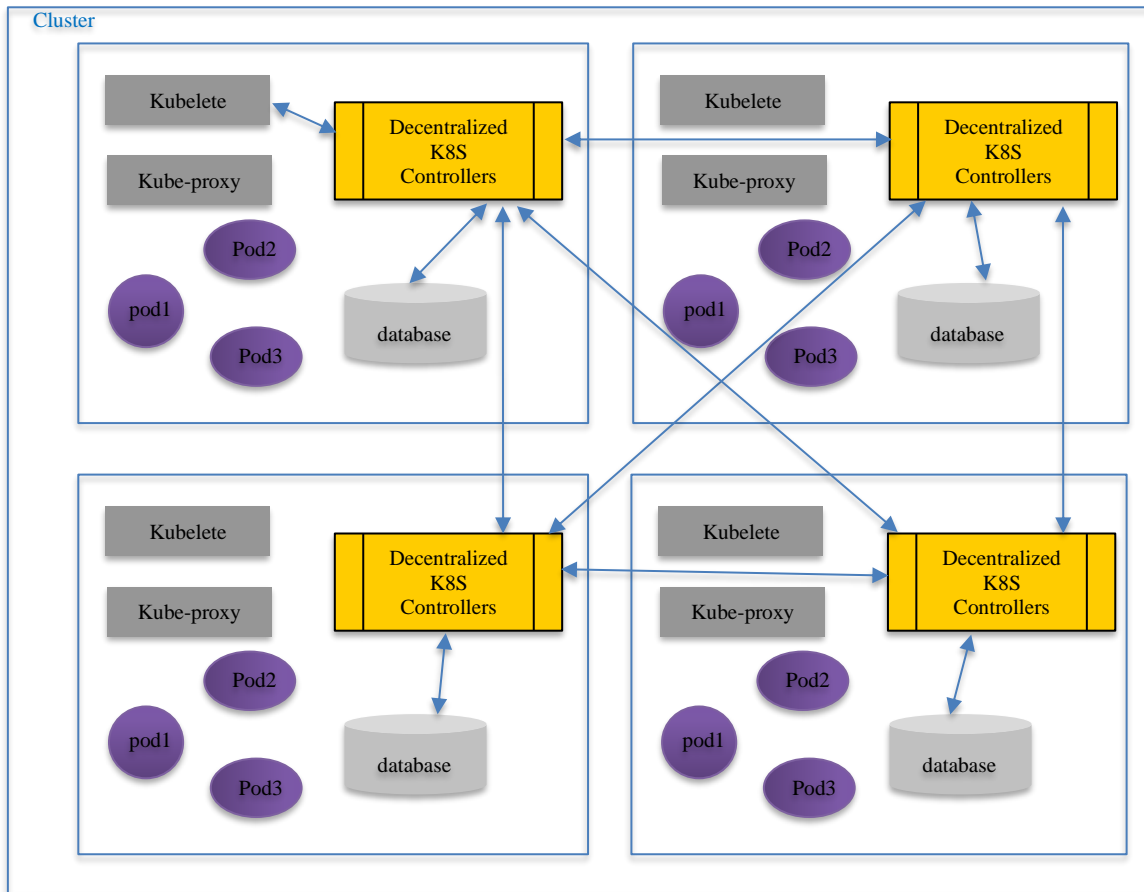 Cluster
Kubelete
Decentralized
K8S
Controllers
Kube-proxy
Pod2
pod1
database
Pod3
Kubelete
Decentralized
K8S
Controllers
Kube-proxy
Pod2
pod1
database
Pod3
Kubelete
Decentralized
K8S
Controllers
Kube-proxy
Pod2
pod1
database
Pod3
Kubelete
Decentralized
K8S
Controllers
Kube-proxy
Pod2
pod1
database
Pod3